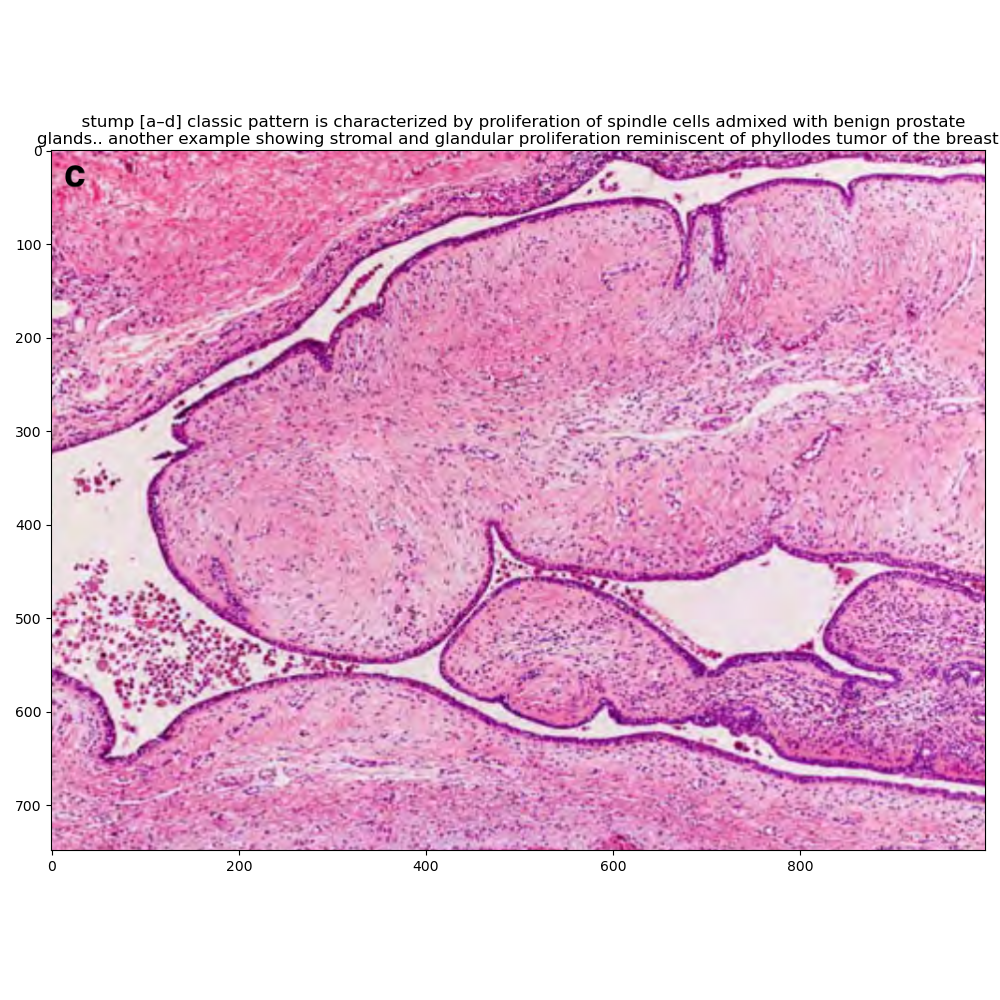 stump [a–d] classic pattern is characterized by proliferation of spindle cells admixed with benign prostate
glands.. another example showing stromal and glandular proliferation reminiscent of phyllodes tumor of the breast
0
c
100
200
300
400
500
600
700
0 200 400 600 800